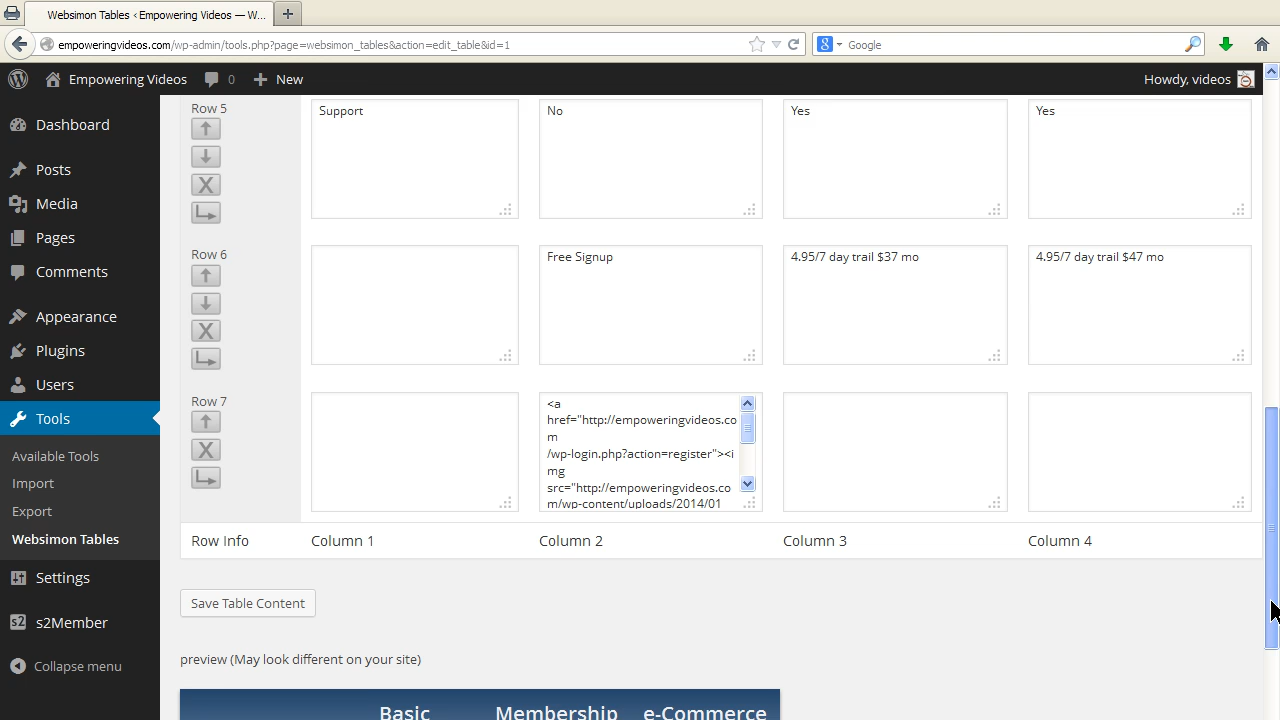 Websimon Tables ‹ Empowering Videos — W...
empoweringvideos.com/wp-admin/tools.php?page=websimon_tables&action=edit_table&id=1
Google
Empowering Videos 0 New Howdy, videos
Dashboard
Posts
Media
Pages
Comments
Appearance
Plugins
Users
Tools
Available Tools
Import
Export
Websimon Tables
Settings
s2 s2Member
Collapse menu
Row 5 Support No Yes Yes
Row 6 Free Signup 4.95/7 day trail $37 mo 4.95/7 day trail $47 mo
Row 7 <a
href="http://empoweringvideos.co
m
/wp-login.php?action=register"><i
mg
src="http://empoweringvideos.co
m/wp-content/uploads/2014/01
Row Info Column 1 Column 2 Column 3 Column 4
Save Table Content
preview (May look different on your site)
Basic Membership e-Commerce